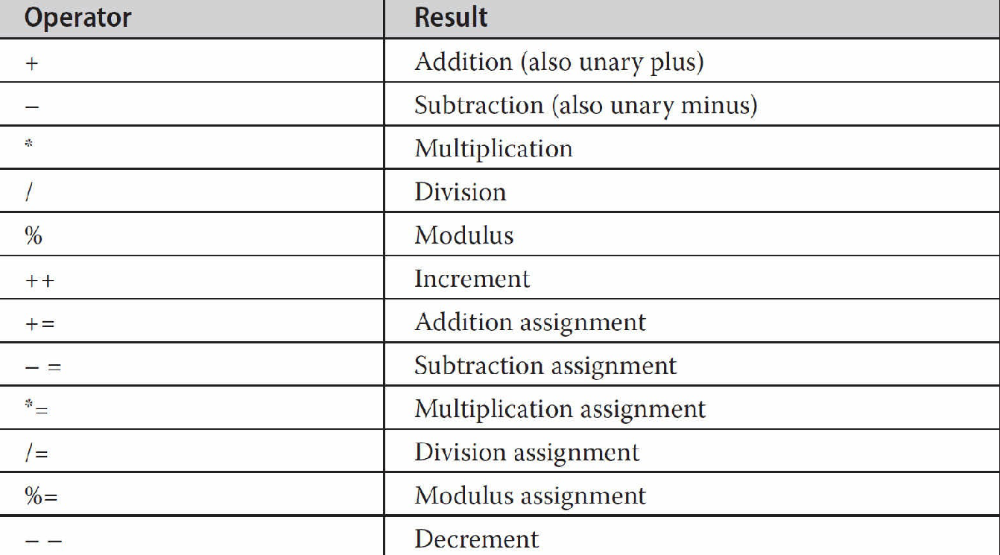 Operator Result
+ Addition (also unary plus)
– Subtraction (also unary minus)
* Multiplication
/ Division
% Modulus
++ Increment
+= Addition assignment
– = Subtraction assignment
*= Multiplication assignment
/= Division assignment
%= Modulus assignment
– – Decrement